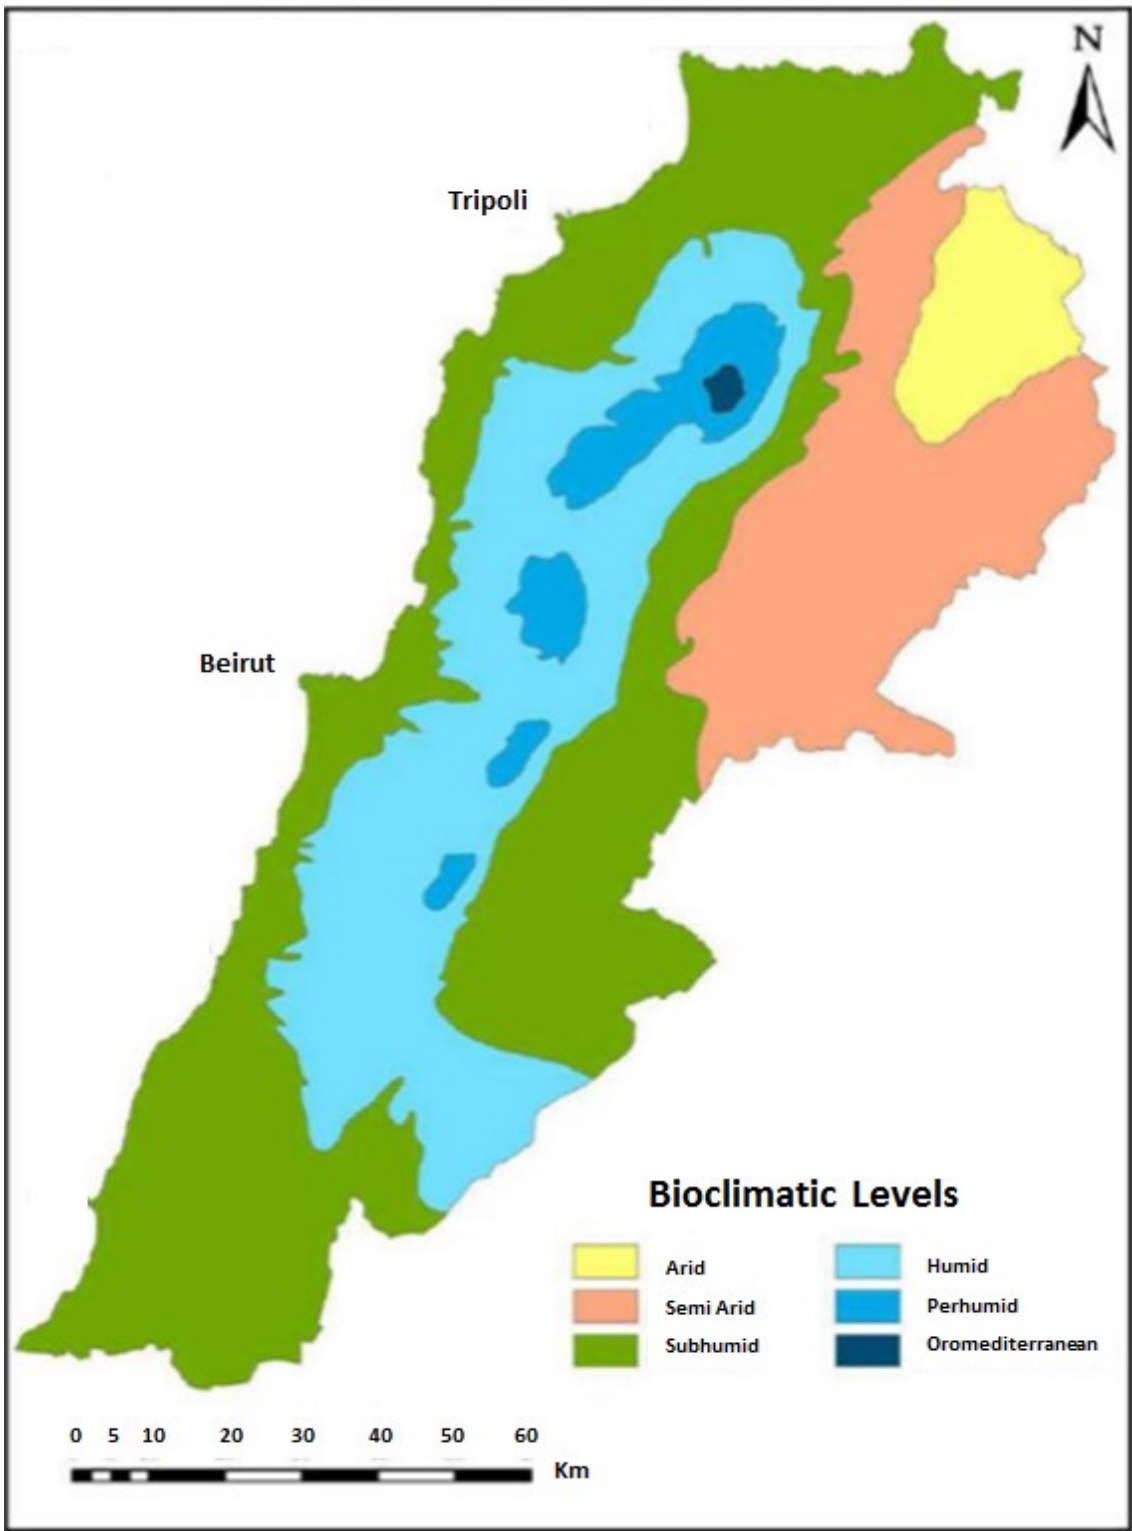 N
Tripoli
Beirut
Bioclimatic Levels
Arid
Humid
Semi Arid
Perhumid
Subhumid
Oromediterranean
0 5 10 20 30 40 50 60
Km